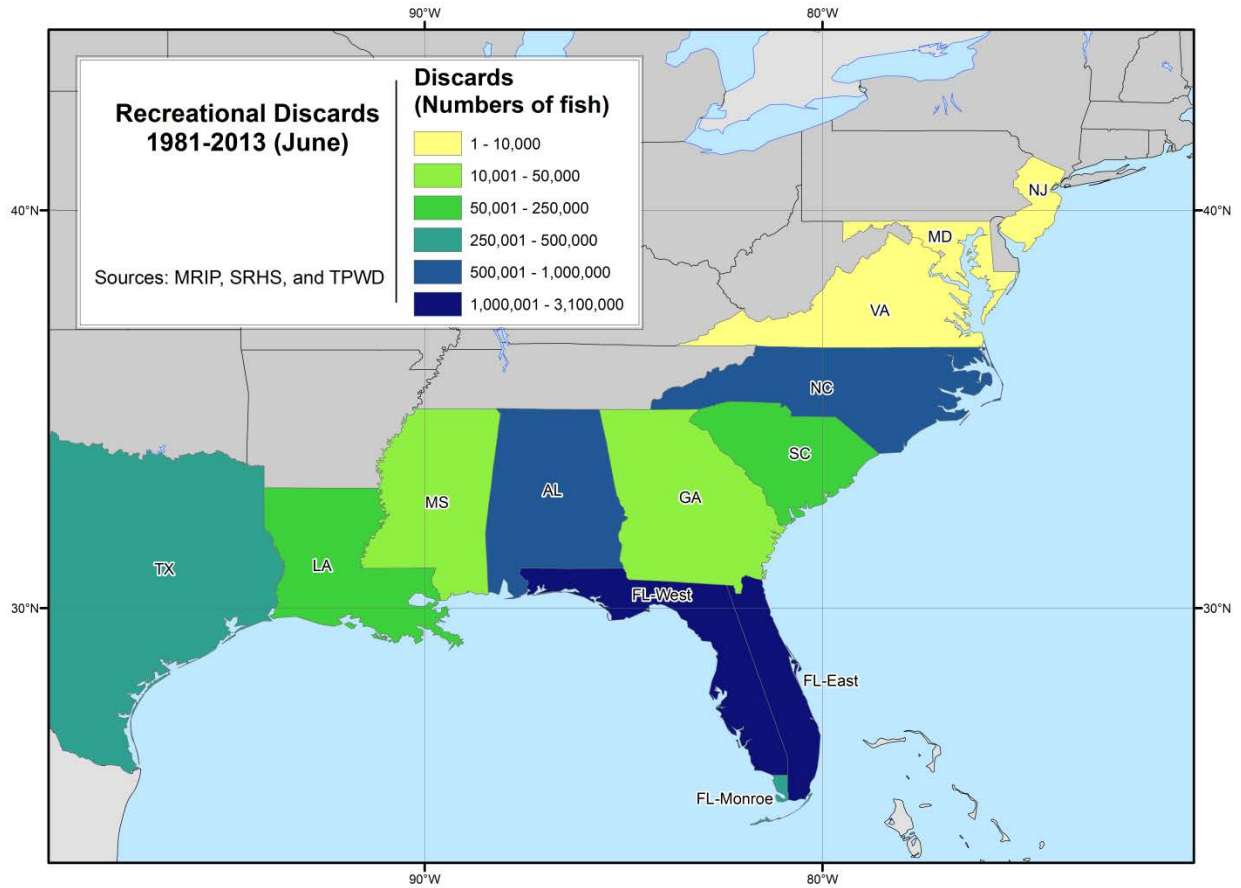 90°W
80°W
Recreational Discards
1981-2013 (June)
Sources: MRIP, SRHS, and TPWD
Discards
(Numbers of fish)
1 - 10,000
10,001 - 50,000
50,001 - 250,000
250,001 - 500,000
500,001 - 1,000,000
1,000,001 - 3,100,000
NJ
40°N
40°N
MD
VA
NC
SC
MS
AL
GA
TX
LA
FL-West
30°N
30°N
FL-East
FL-Monroe
90°W
80°W